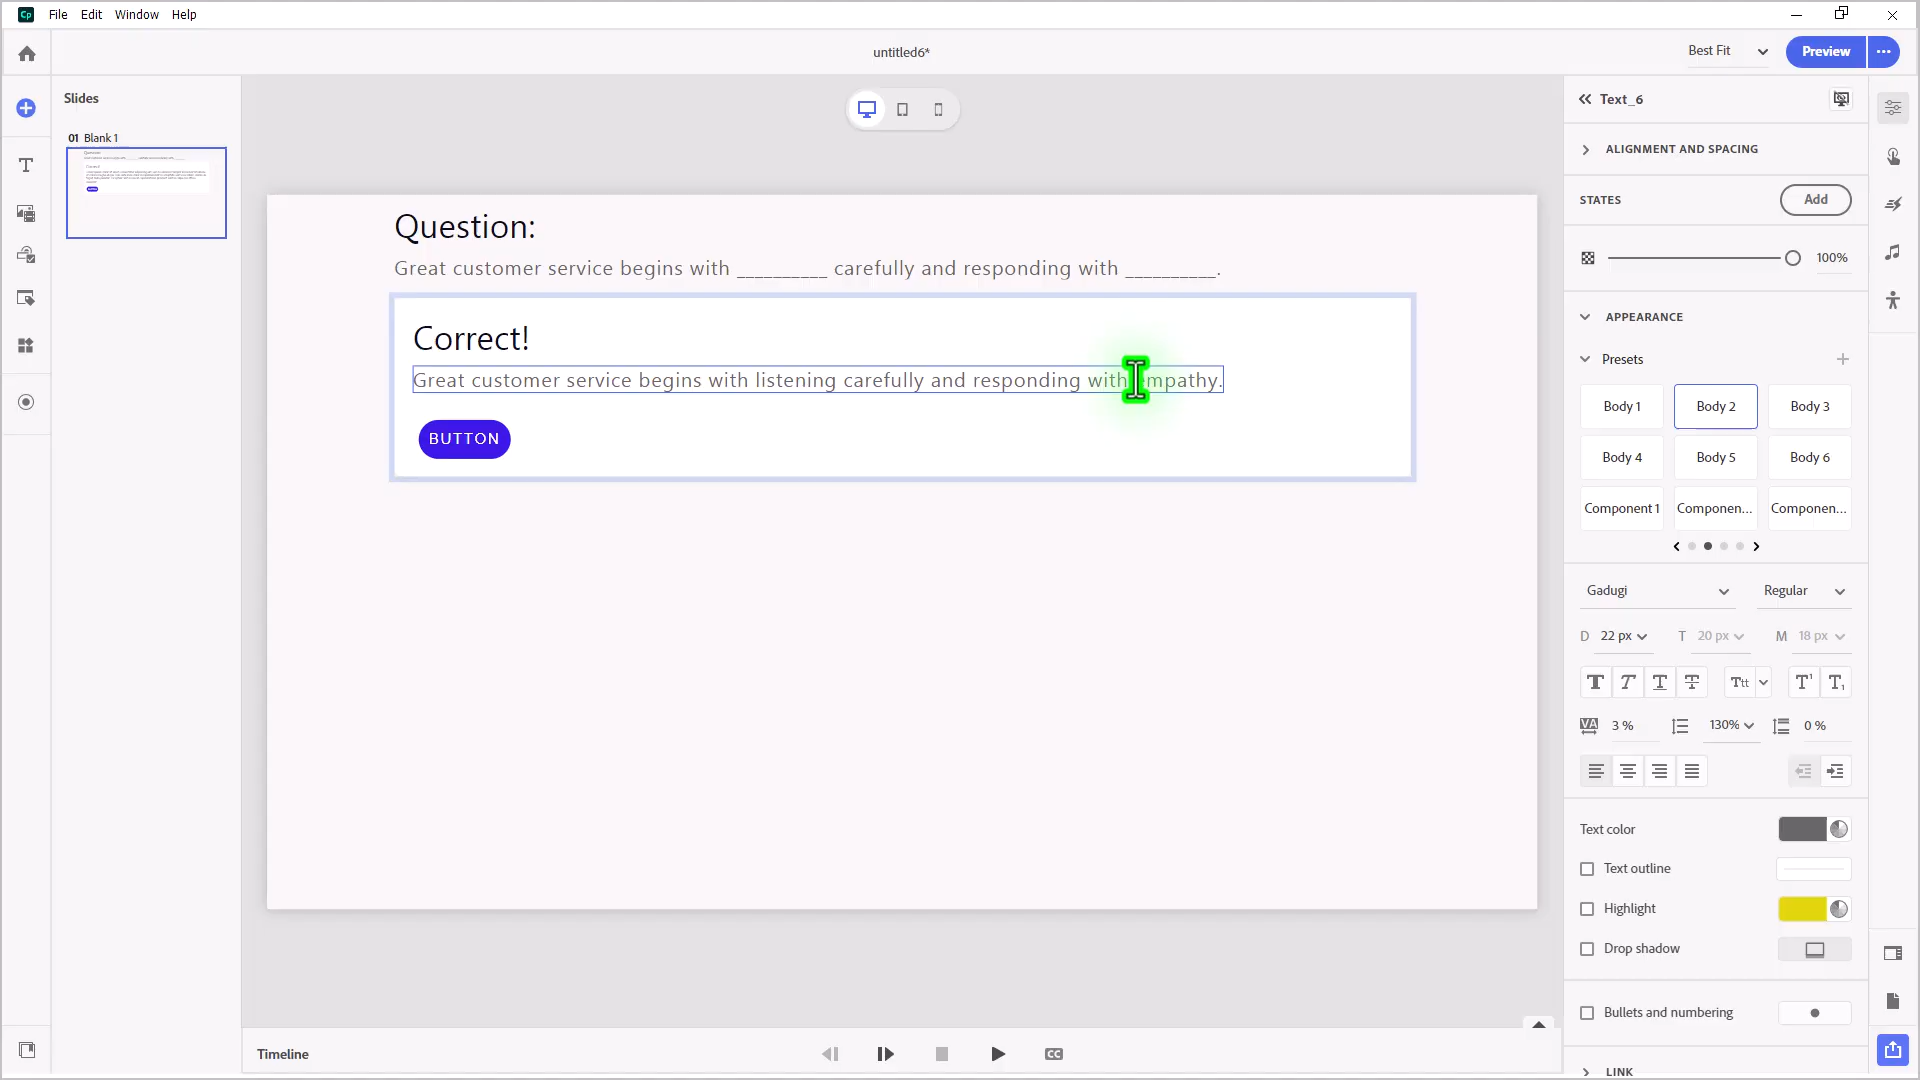 Cp File Edit Window Help
untitled6*
Best Fit
Preview
Slides
01 Blank 1
Question:
Great customer service begins with __________ carefully and responding with __________.
Correct!
Great customer service begins with listening carefully and responding with empathy.
BUTTON
Text_6
ALIGNMENT AND SPACING
STATES
Add
100%
APPEARANCE
Presets
Body 1 Body 2 Body 3
Body 4 Body 5 Body 6
Component 1 Componen... Componen...
Gadugi Regular
D 22 px T 20 px M 18 px
3 % 130% 0 %
Text color
Text outline
Highlight
Drop shadow
Bullets and numbering
LINK
Timeline
CC